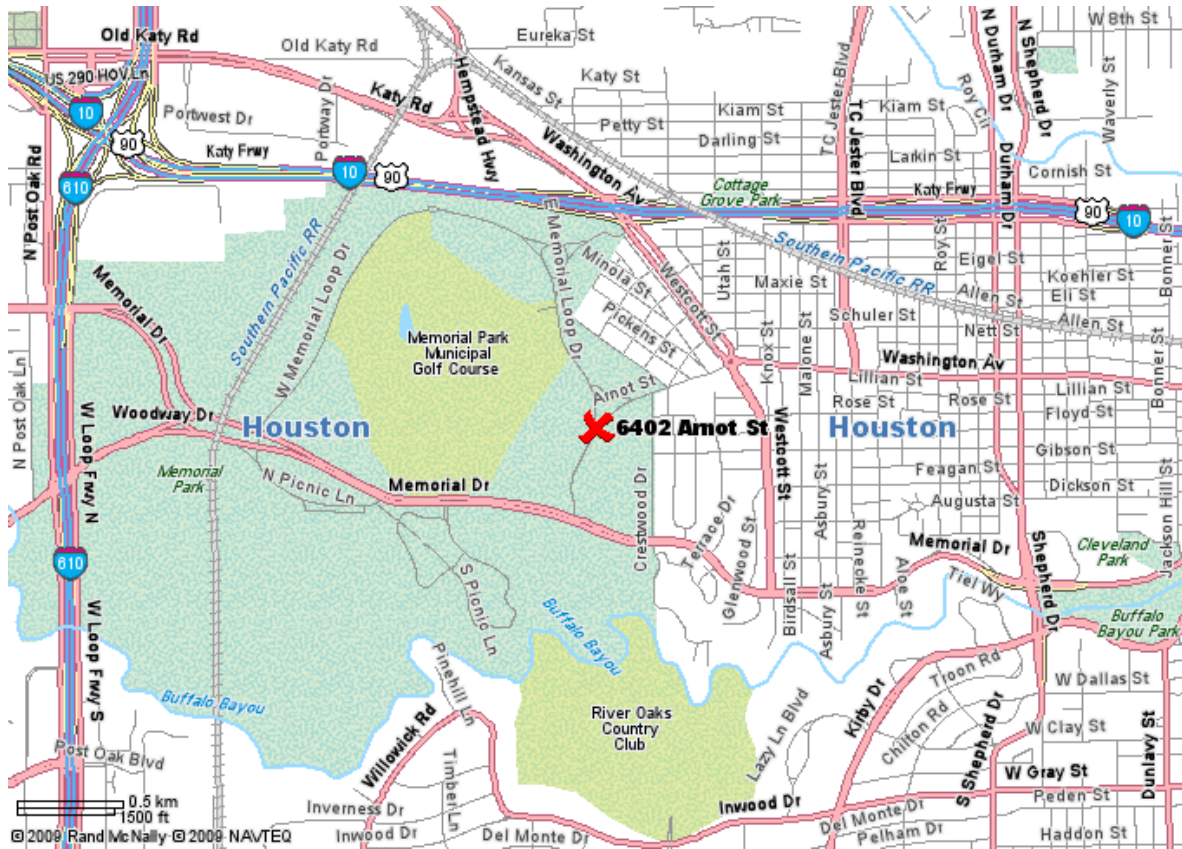 Old Katy Rd
Old Katy Rd
Eureka St
W 8th St
US 290 HOV Ln
10
90
Katy Rd
Hempstead Hwy
Kansas St
Katy St
Kiam St
TC Jester Blvd
Kiam St
N Durham Dr
N Shepherd Dr
Roy Cir
Waverly St
Portwest Dr
Portway Dr
Katy Frwy
Petty St
Darling St
Larkin St
Cornish St
N Post Oak Rd
610
10
90
Washington Av
Cottage
Grove Park
TC Jester Blvd
Katy Frwy
Durham Dr
90
10
Memorial Dr
Southern Pacific RR
W Memorial Loop Dr
E Memorial Loop Dr
Minola St
Pickens St
Westcott St
Utah St
Maxie St
Southern Pacific RR
Roy St
Eigel St
Koehler St
Eli St
Allen St
Allen St
Bonner St
Schuler St
Nett St
Memorial Park
Municipal
Golf Course
Arnot St
Knox St
Malone St
Washington Av
Lillian St
Lillian St
Bonner St
N Post Oak Ln
W Loop Frwy N
Woodway Dr
Houston
6402 Arnot St
Houston
Rose St
Rose St
Floyd St
Gibson St
Memorial
Park
N Picnic Ln
Memorial Dr
Crestwood Dr
Westcott St
Asbury St
Feagan St
Dickson St
Augusta St
Jackson Hill St
610
W Loop Frwy S
S Picnic Ln
Terrace Dr
Glenwood St
Birdsall St
Asbury St
Reinecke St
Aloe St
Memorial Dr
Tiel Wy
Shepherd Dr
Cleveland
Park
Buffalo
Bayou Park
Buffalo Bayou
Buffalo Bayou
Pinehill Ln
Willowick Rd
Timber Ln
River Oaks
Country
Club
Lazy Ln Blvd
Kirby Dr
Troon Rd
Chilton Rd
S Shepherd Dr
W Dallas St
W Clay St
Dunlavy St
Post Oak Blvd
W Gray St
Peden St
0.5 km
1500 ft
Inverness Dr
Inwood Dr
Del Monte Dr
Inwood Dr
Del Monte Dr
Pelham Dr
Haddon St
© 2009 Rand McNally © 2009 NAVTEQ